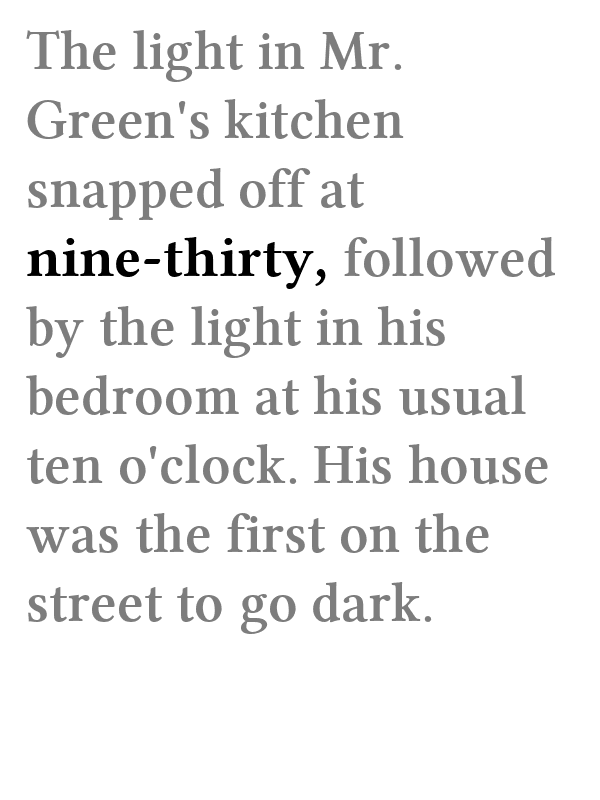 The light in Mr.
Green's kitchen
snapped off at
nine-thirty, followed
by the light in his
bedroom at his usual
ten o'clock. His house
was the first on the
street to go dark.